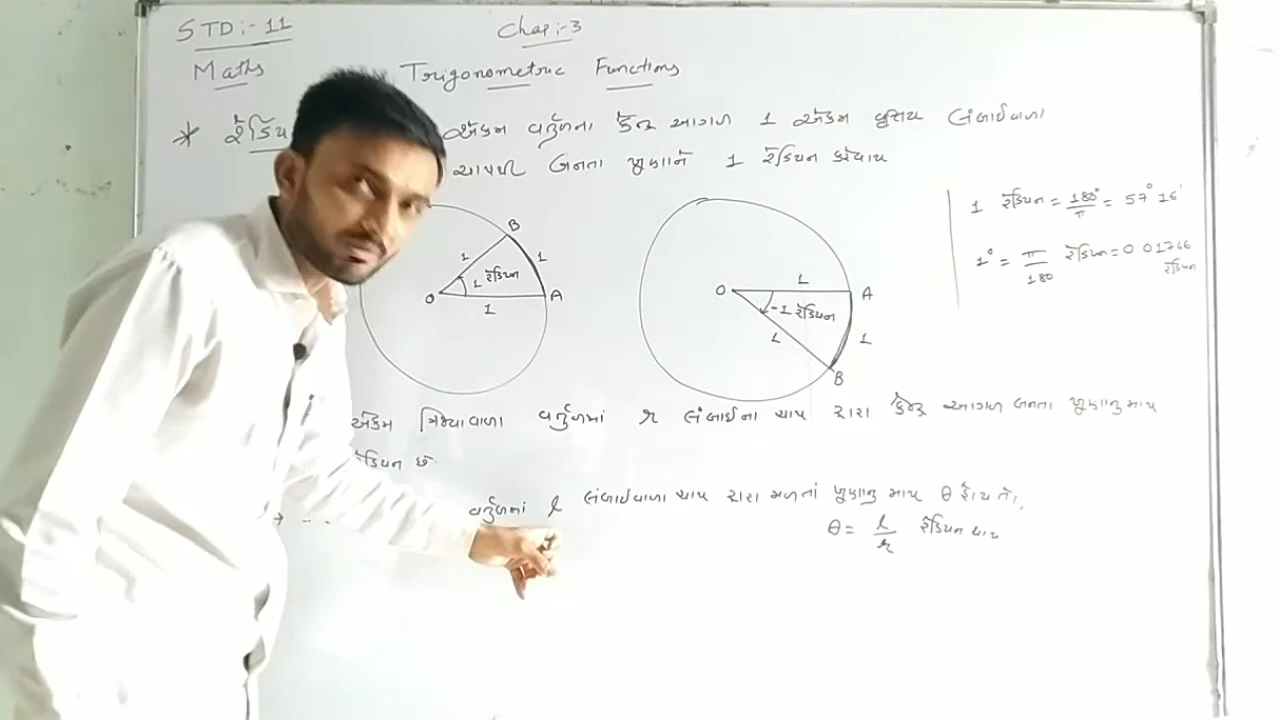 STD:- 11
Chap:-3
Maths
Trigonometric Functions
* રેડિય
એકમ વર્તુળના કેન્દ્ર આગળ 1 એકમ લંબાઈવાળા
ચાપથી બનતા ખુણાને 1 રેડિયન કહેવાય
1 રેડિયન = 180°/π = 57° 16'
1° = π/180 રેડિયન = 0 01746 રેડિયન
B
1
1
1 રેડિયન
O
A
1
O
1
A
-1 રેડિયન
1
1
B
એકમ ત્રિજ્યાવાળા વર્તુળમાં r લંબાઈના ચાપ દ્વારા કેન્દ્ર આગળ બનતા ખુણાનુ માપ
રેડિયન છે.
→
વર્તુળમાં l લંબાઈવાળા ચાપ દ્વારા મળતાં ખુણાનુ માપ θ હોય તો,
θ = l/r રેડિયન થાય